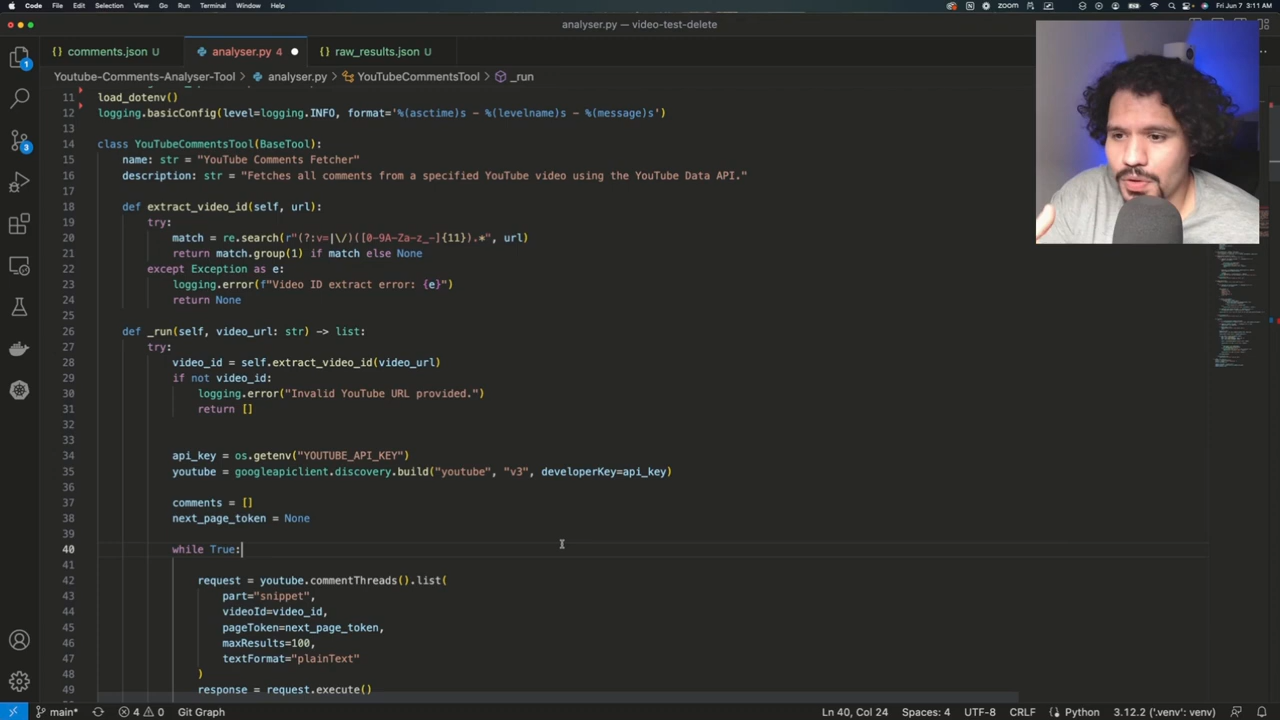 Code File Edit Selection View Go Run Terminal Window Help zoom Fri Jun 7 3:11 AM
analyser.py — video-test-delete
{} comments.json U analyser.py 4 ● {} raw_results.json U
Youtube-Comments-Analyser-Tool > analyser.py > YouTubeCommentsTool > _run
11 load_dotenv()
12 logging.basicConfig(level=logging.INFO, format='%(asctime)s - %(levelname)s - %(message)s')
13
14 class YouTubeCommentsTool(BaseTool):
15 name: str = "YouTube Comments Fetcher"
16 description: str = "Fetches all comments from a specified YouTube video using the YouTube Data API."
17
18 def extract_video_id(self, url):
19 try:
20 match = re.search(r"(?:v=|\/)([0-9A-Za-z_-]{11}).*", url)
21 return match.group(1) if match else None
22 except Exception as e:
23 logging.error(f"Video ID extract error: {e}")
24 return None
25
26 def _run(self, video_url: str) -> list:
27 try:
28 video_id = self.extract_video_id(video_url)
29 if not video_id:
30 logging.error("Invalid YouTube URL provided.")
31 return []
32
33
34 api_key = os.getenv("YOUTUBE_API_KEY")
35 youtube = googleapiclient.discovery.build("youtube", "v3", developerKey=api_key)
36
37 comments = []
38 next_page_token = None
39
40 while True:
41
42 request = youtube.commentThreads().list(
43 part="snippet",
44 videoId=video_id,
45 pageToken=next_page_token,
46 maxResults=100,
47 textFormat="plainText"
48 )
49 response = request.execute()
1
3
main* 4 0 Git Graph Ln 40, Col 24 Spaces: 4 UTF-8 CRLF {} Python 3.12.2 ('.venv': venv)